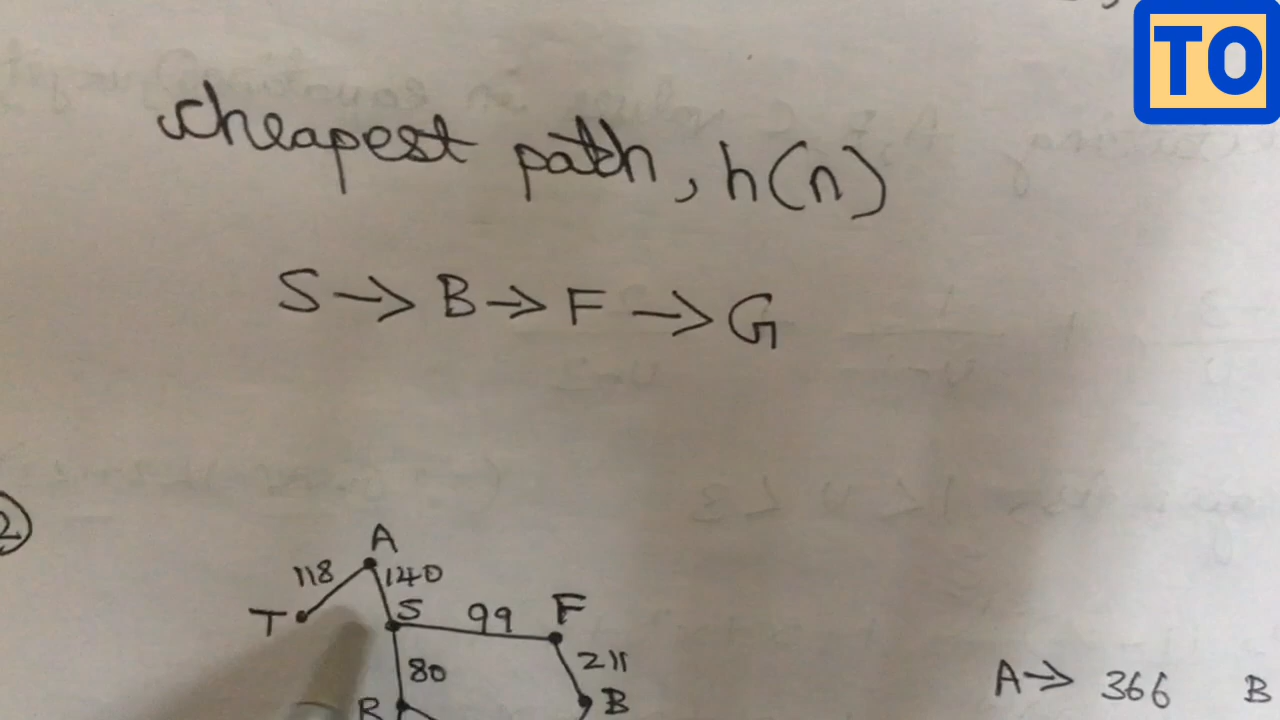 TO
cheapest path, h(n)
S → B → F → G
2
A
118 140
T S 99 F
80 211
R B
A → 366 B